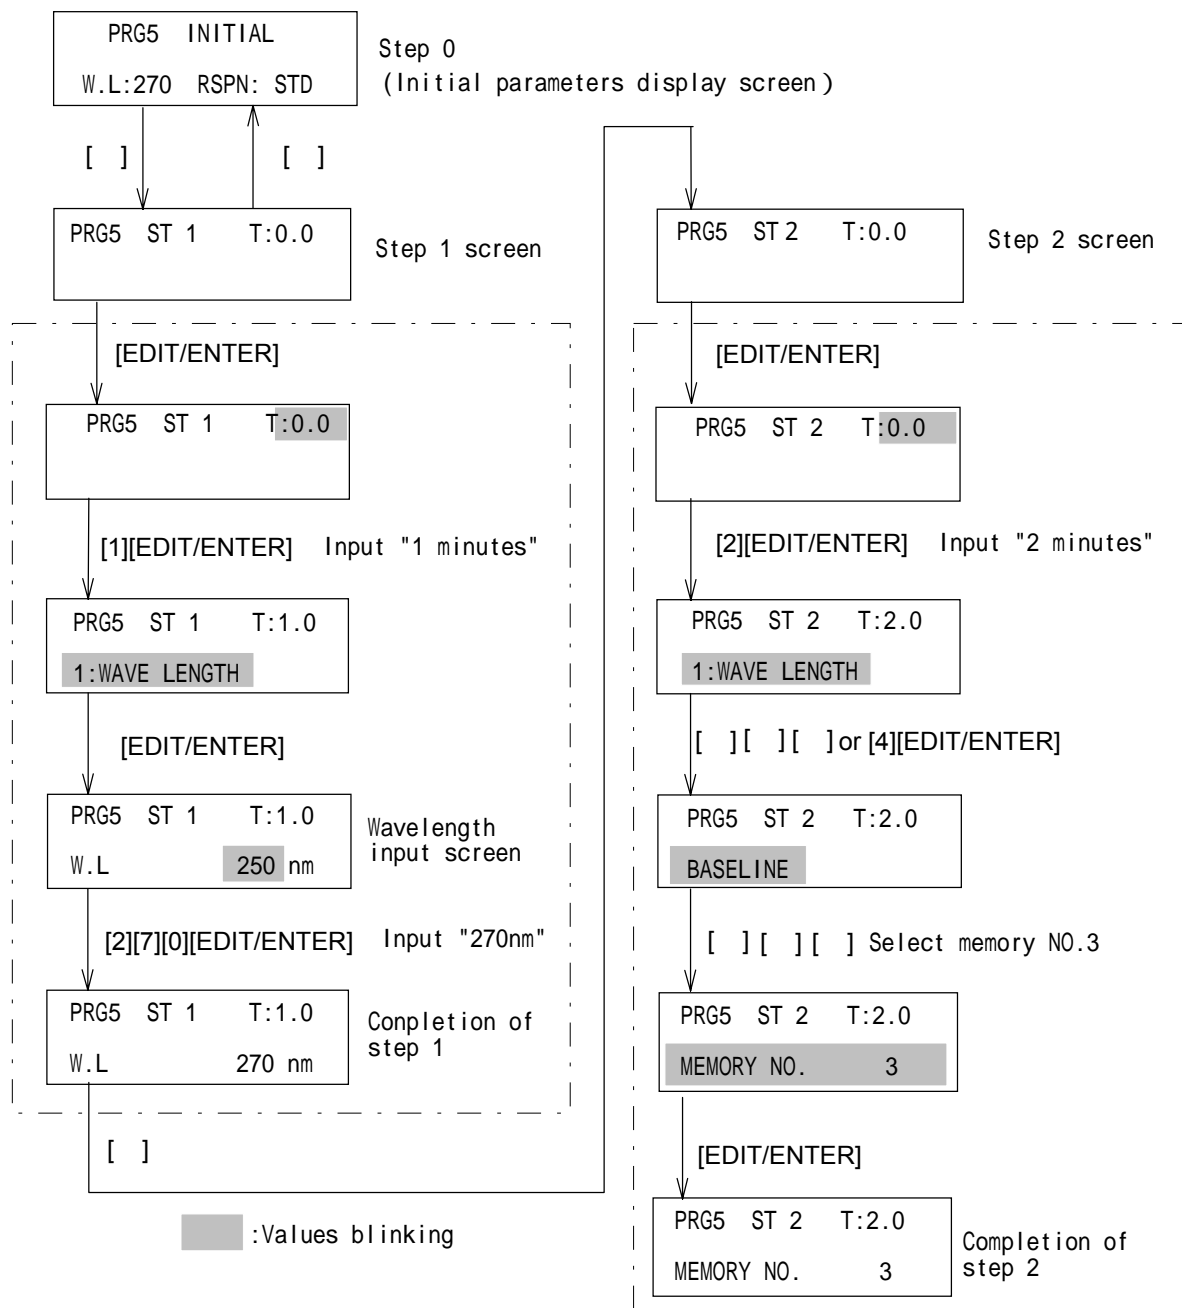 PRG5 INITIAL
W.L:270 RSPN: STD
Step 0
(Initial parameters display screen)
[ ]
[ ]
PRG5 ST 1 T:0.0
Step 1 screen
[EDIT/ENTER]
PRG5 ST 1 T:0.0
[1][EDIT/ENTER] Input "1 minutes"
PRG5 ST 1 T:1.0
1:WAVE LENGTH
[EDIT/ENTER]
PRG5 ST 1 T:1.0
W.L 250 nm
Wavelength
input screen
[2][7][0][EDIT/ENTER] Input "270nm"
PRG5 ST 1 T:1.0
W.L 270 nm
Conpletion of
step 1
[ ]
:Values blinking
PRG5 ST 2 T:0.0
Step 2 screen
[EDIT/ENTER]
PRG5 ST 2 T:0.0
[2][EDIT/ENTER] Input "2 minutes"
PRG5 ST 2 T:2.0
1:WAVE LENGTH
[ ][ ][ ]or [4][EDIT/ENTER]
PRG5 ST 2 T:2.0
BASELINE
[ ][ ][ ] Select memory NO.3
PRG5 ST 2 T:2.0
MEMORY NO. 3
[EDIT/ENTER]
PRG5 ST 2 T:2.0
MEMORY NO. 3
Completion of
step 2